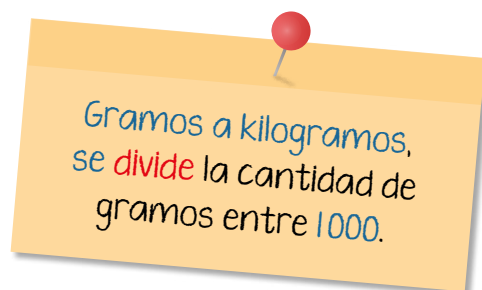 Gramos a kilogramos,
se divide la cantidad de
gramos entre 1000.